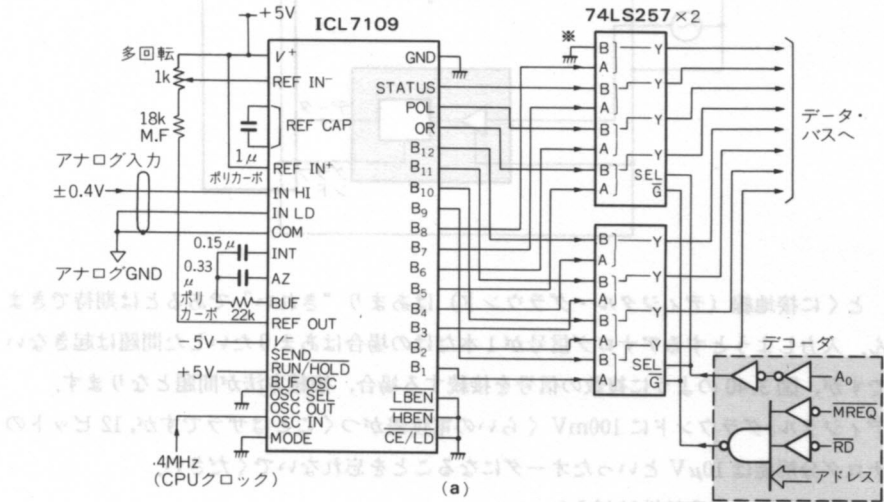 +5V
ICL7109
74LS257×2
多回転
1k
18k
M.F
アナログ入力
±0.4V
アナログGND
1μ
ポリカーボ
0.15μ
0.33
μ
ポリ
カーボ
22k
-5V
+5V
.4MHz
(CPUクロック)
V+
REF IN-
REF CAP
REF IN+
IN HI
IN LO
COM
INT
AZ
BUF
REF OUT
V-
SEND
RUN/HOLD
BUF OSC
OSC SEL
OSC OUT
OSC IN
MODE
GND
STATUS
POL
OR
B12
B11
B10
B9
B8
B7
B6
B5
B4
B3
B2
B1
LBEN
HBEN
CE/LD
※
B Y
A
B Y
A
B Y
A
B Y
A
SEL
G
B Y
A
B Y
A
B Y
A
B Y
A
SEL
G
データ・
バスへ
デコーダ
A0
MREQ
RD
アドレス
(a)